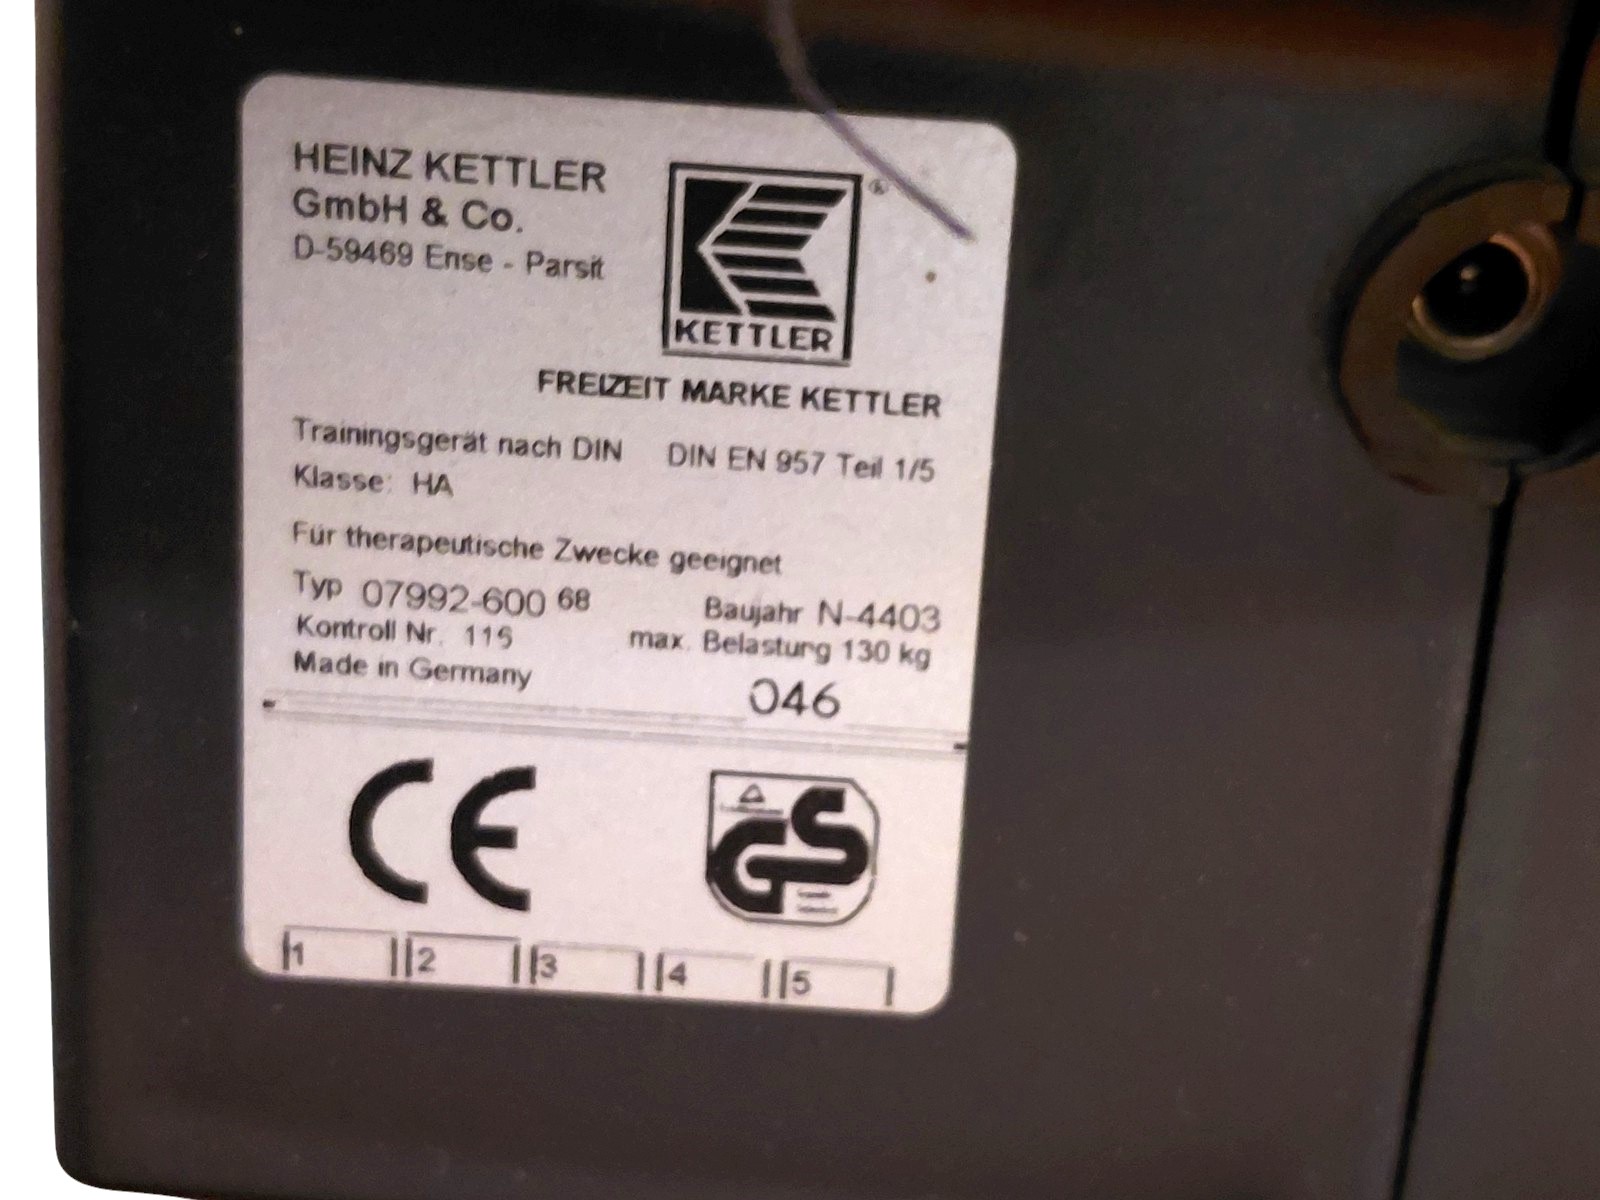 HEINZ KETTLER
GmbH & Co.
D-59469 Ense - Parsit
®
KETTLER
FREIZEIT MARKE KETTLER
Trainingsgerät nach DIN DIN EN 957 Teil 1/5
Klasse: HA
Für therapeutische Zwecke geeignet
Typ 07992-600 68 Baujahr N-4403
Kontroll Nr. 115 max. Belastung 130 kg
Made in Germany
046
CE
GS
1 2 3 4 5